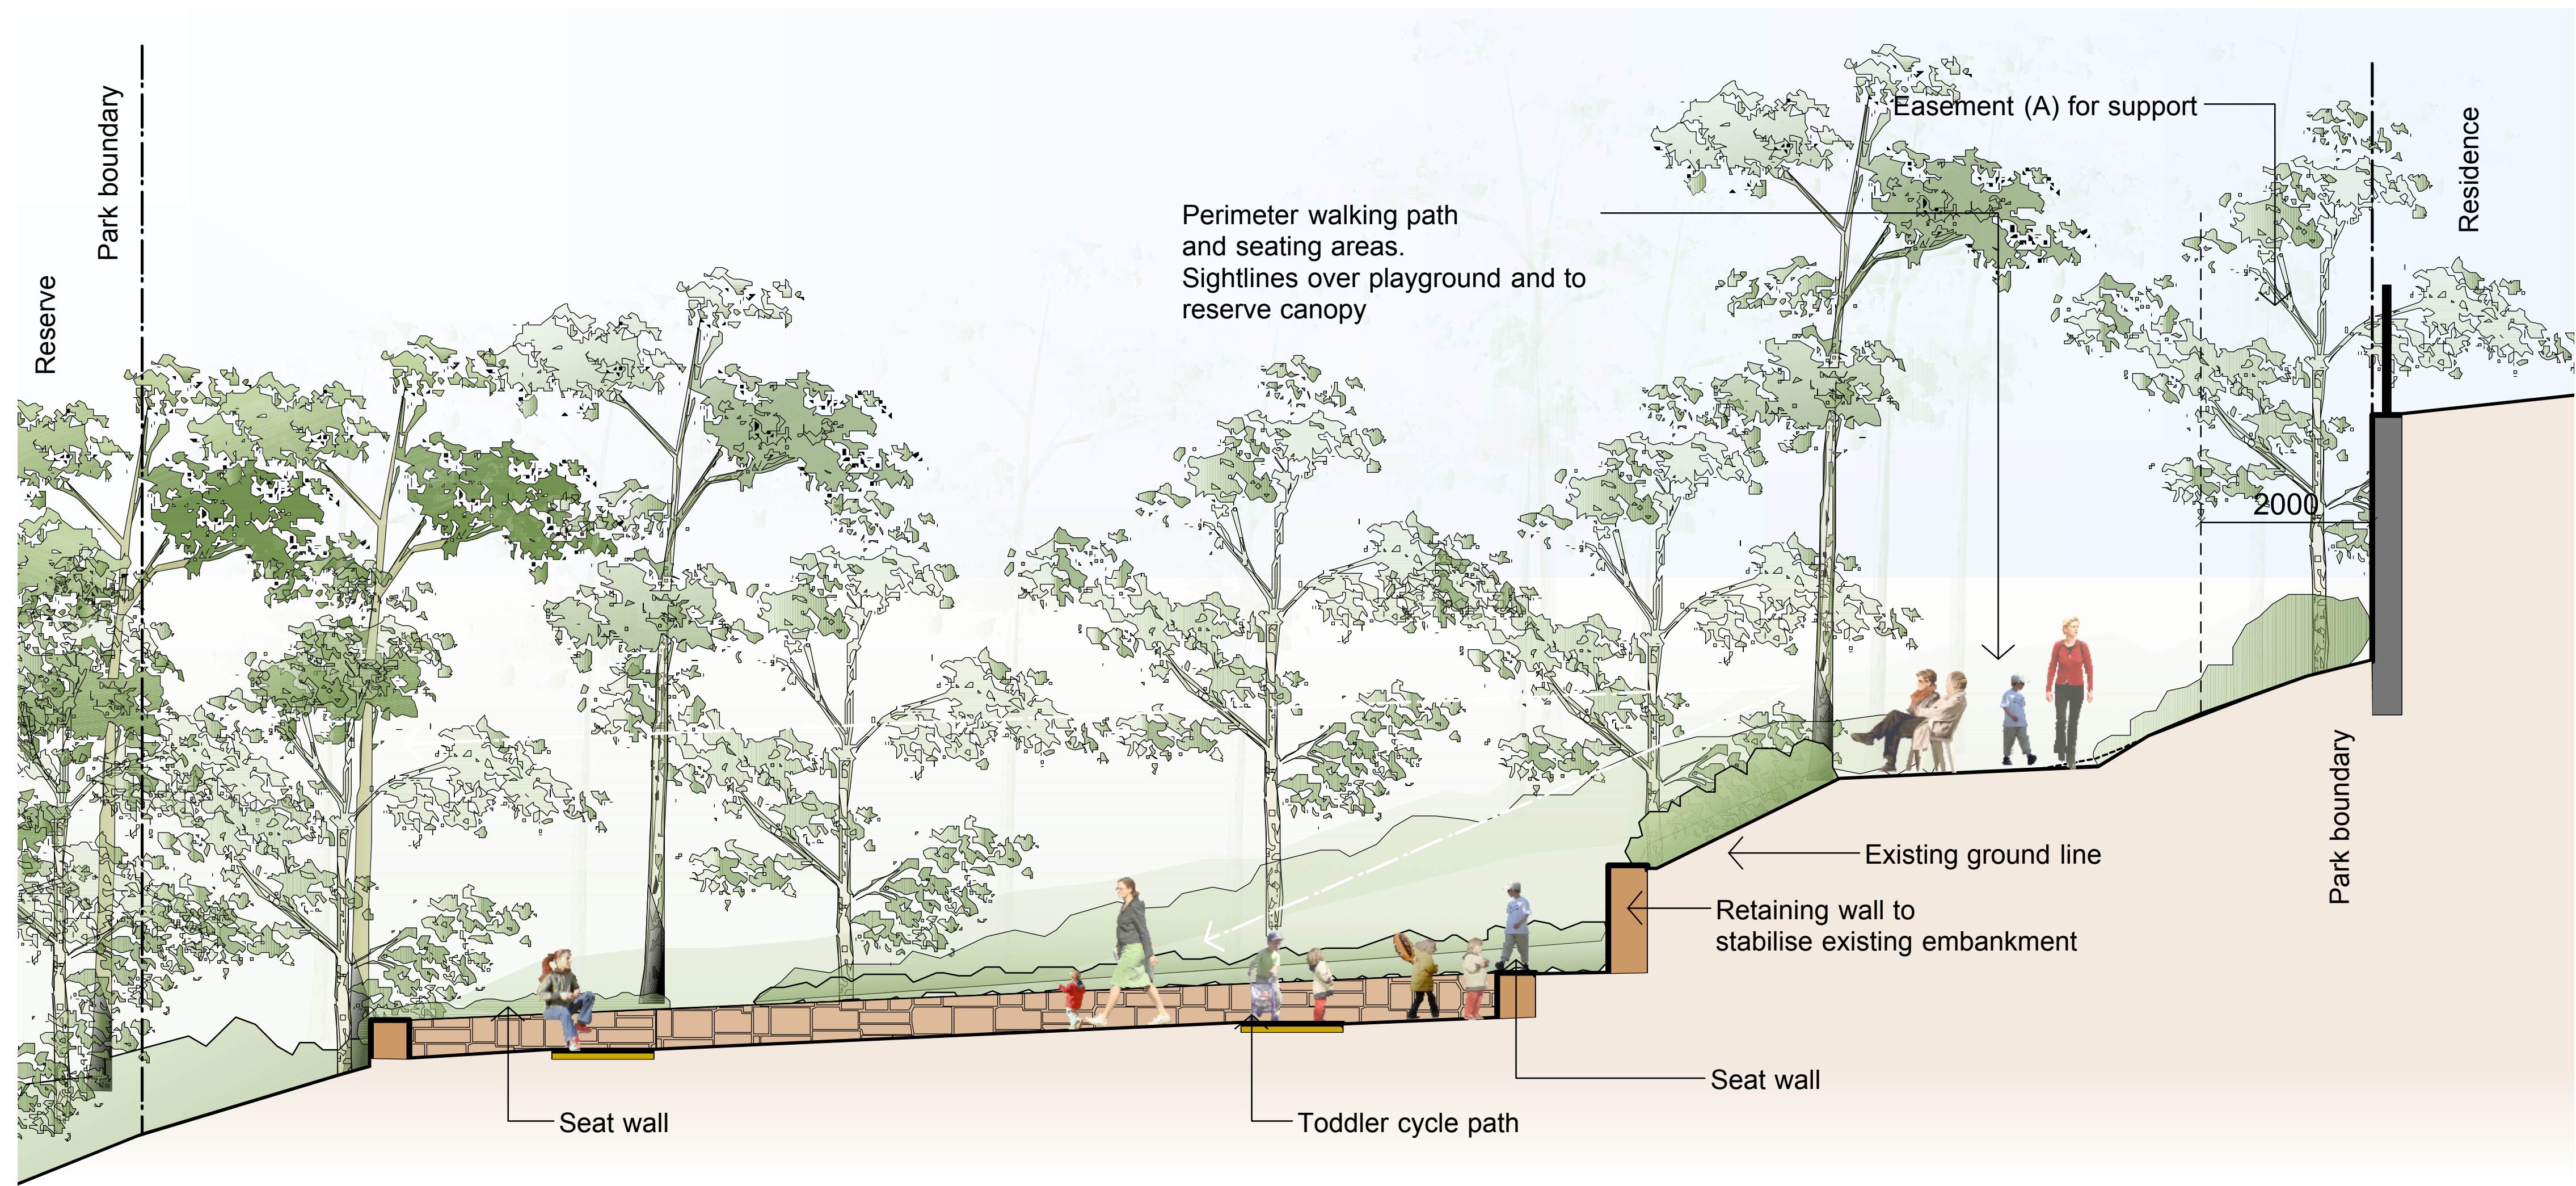 Park boundary
Reserve
Perimeter walking path
and seating areas.
Sightlines over playground and to
reserve canopy
Easement (A) for support
Residence
2000
Park boundary
Existing ground line
Retaining wall to
stabilise existing embankment
Seat wall
Seat wall
Toddler cycle path